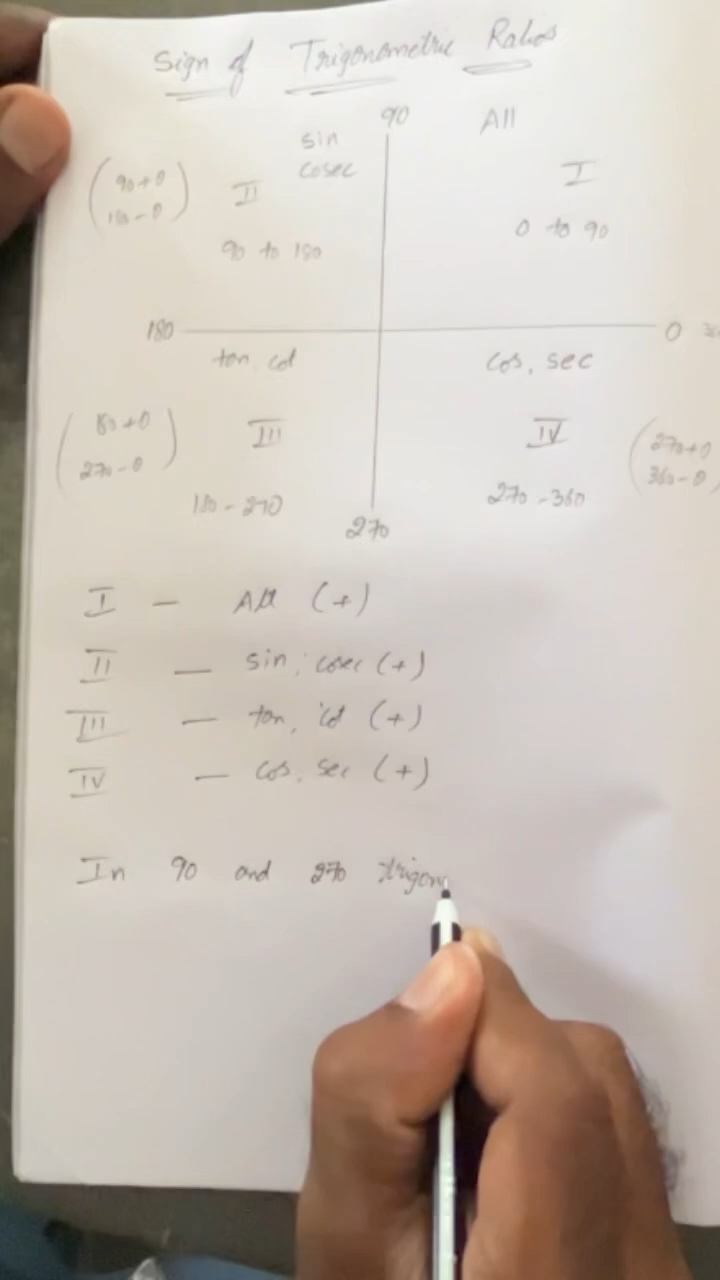 Sign of Trigonometric Ratios
90
All
sin
cosec
I
II
(90+θ
180-θ)
0 to 90
90 to 180
180
0
tan, cot
cos, sec
(180+θ
270-θ)
III
IV
270+θ
360-θ
180-270
270-360
270
I — All (+)
II — sin, cosec (+)
III — tan, cot (+)
IV — cos, sec (+)
In 90 and 270 trigono